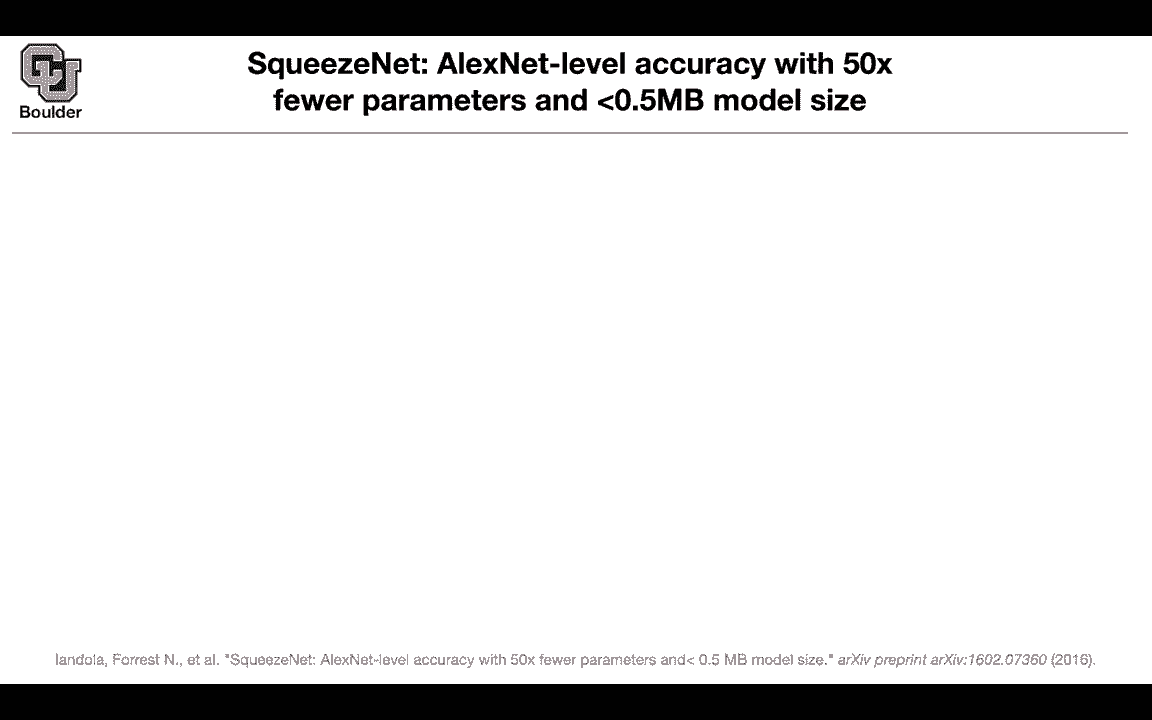 Boulder
SqueezeNet: AlexNet-level accuracy with 50x
fewer parameters and <0.5MB model size
Iandola, Forrest N., et al. "SqueezeNet: AlexNet-level accuracy with 50x fewer parameters and< 0.5 MB model size." arXiv preprint arXiv:1602.07360 (2016).